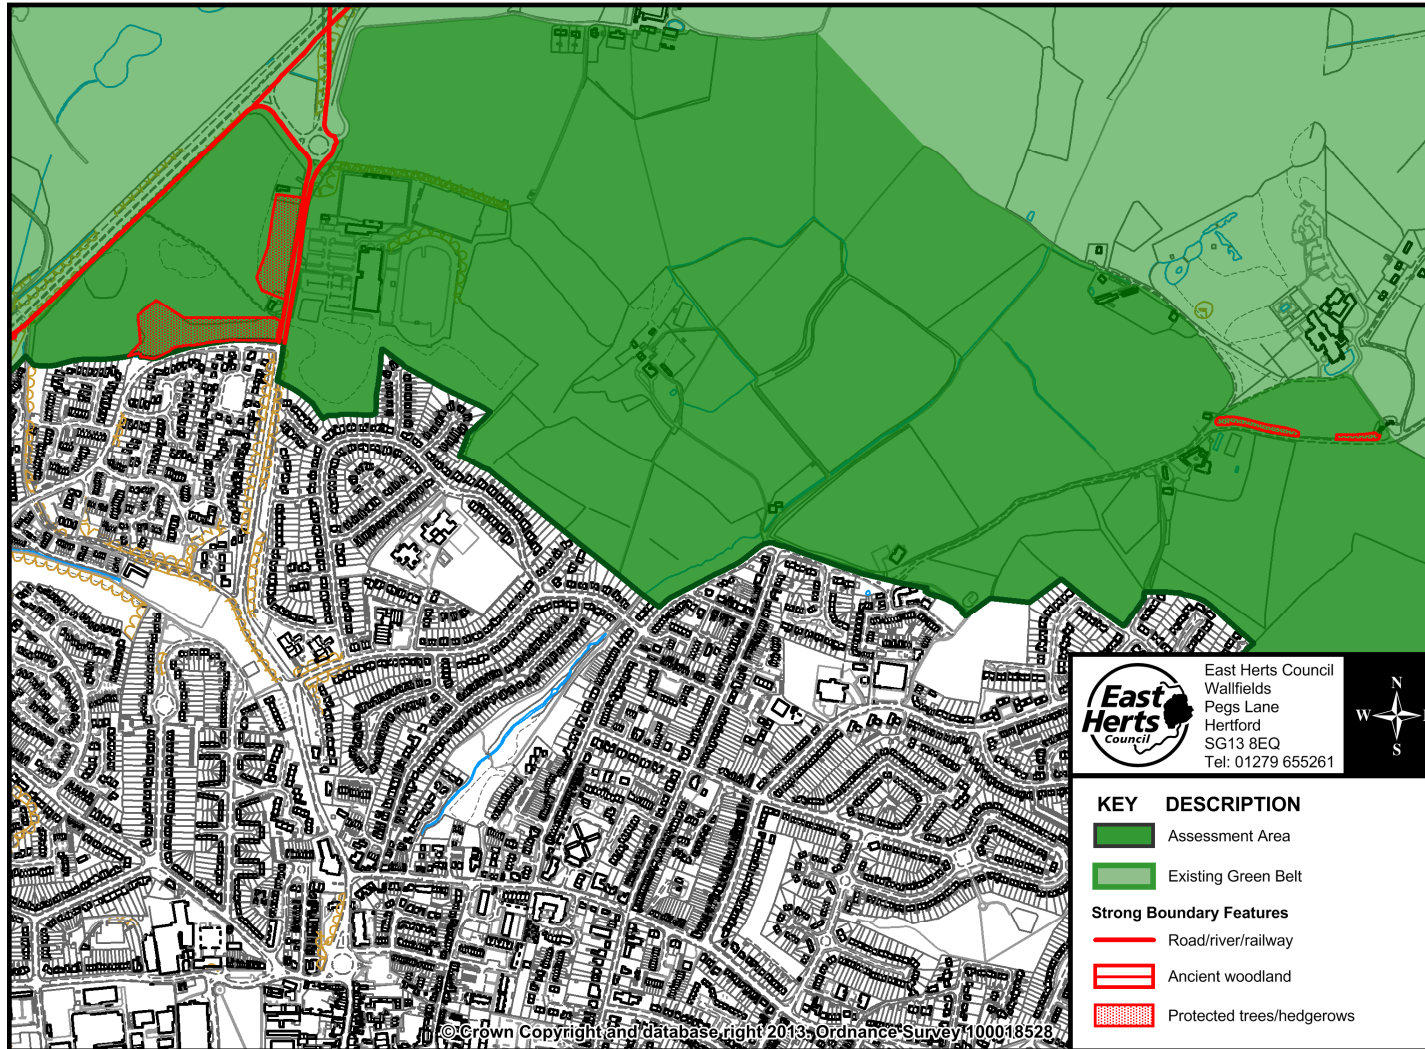 East
Herts
Council
East Herts Council
Wallfields
Pegs Lane
Hertford
SG13 8EQ
Tel: 01279 655261
N
W
S
KEY DESCRIPTION
Assessment Area
Existing Green Belt
Strong Boundary Features
Road/river/railway
Ancient woodland
Protected trees/hedgerows
© Crown Copyright and database right 2013. Ordnance Survey 100018528